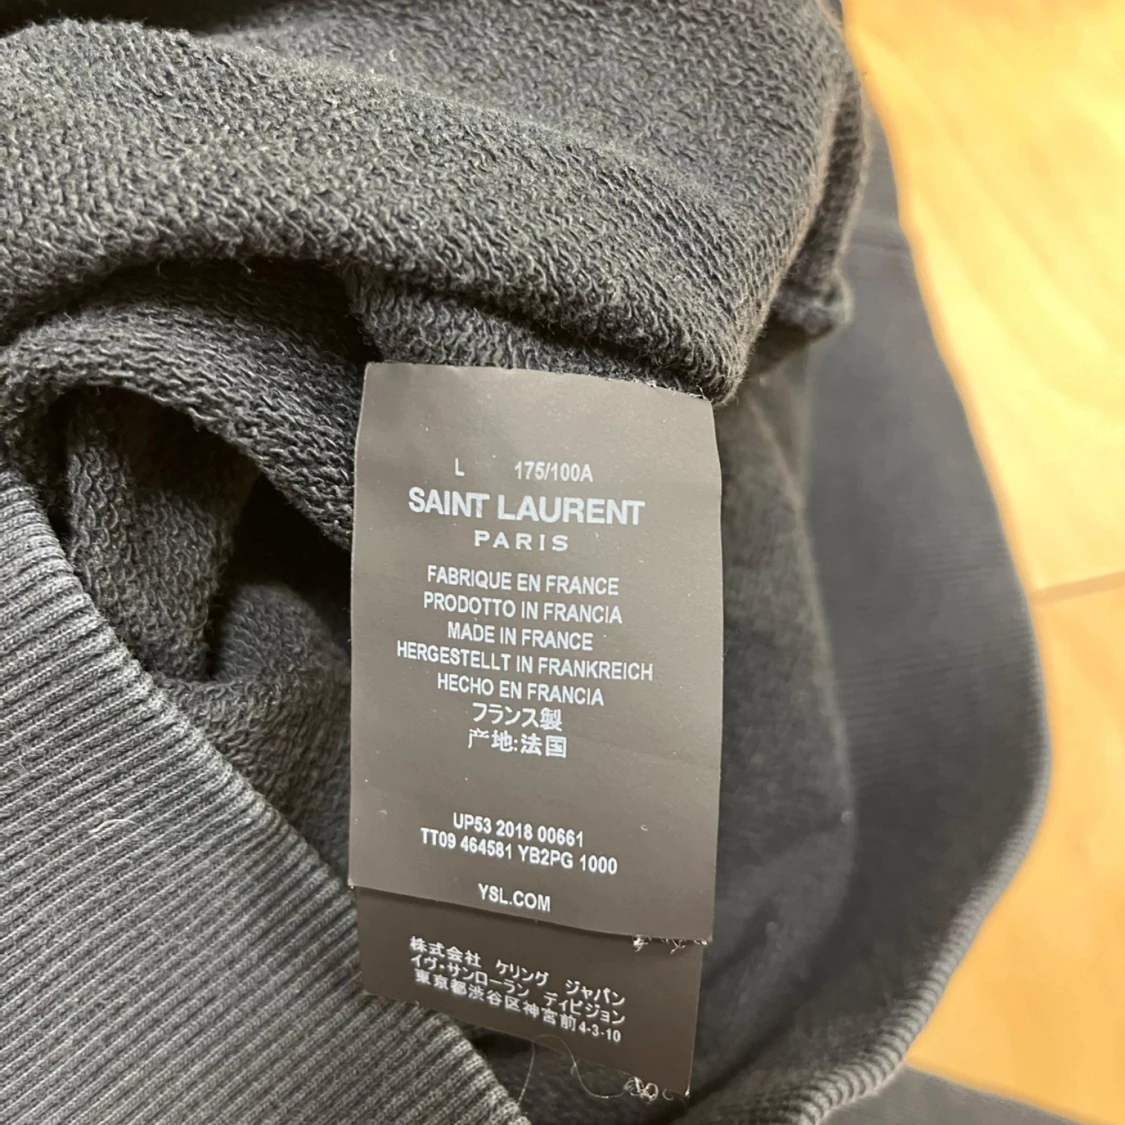 L 175/100A
SAINT LAURENT
PARIS
FABRIQUE EN FRANCE
PRODOTTO IN FRANCIA
MADE IN FRANCE
HERGESTELLT IN FRANKREICH
HECHO EN FRANCIA
フランス製
产地:法国
UP53 2018 00661
TT09 464581 YB2PG 1000
YSL.COM
株式会社 ケリング ジャパン
イヴ・サンローラン ディビジョン
東京都渋谷区神宮前4-3-10